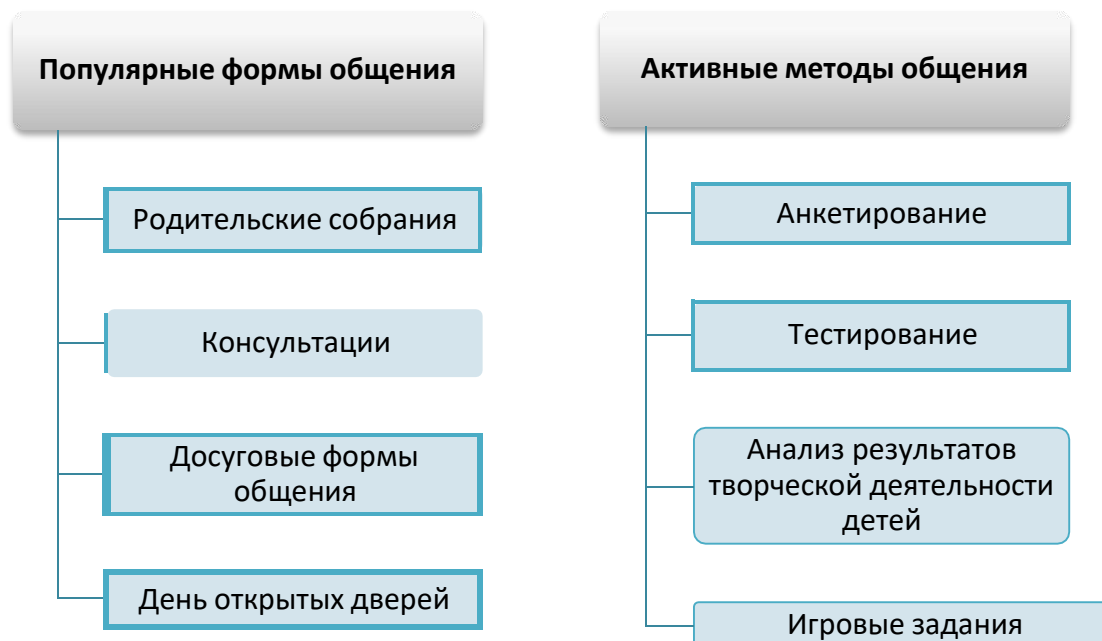 Популярные формы общения
Родительские собрания
Консультации
Досуговые формы
общения
День открытых дверей
Активные методы общения
Анкетирование
Тестирование
Анализ результатов
творческой деятельности
детей
Игровые задания